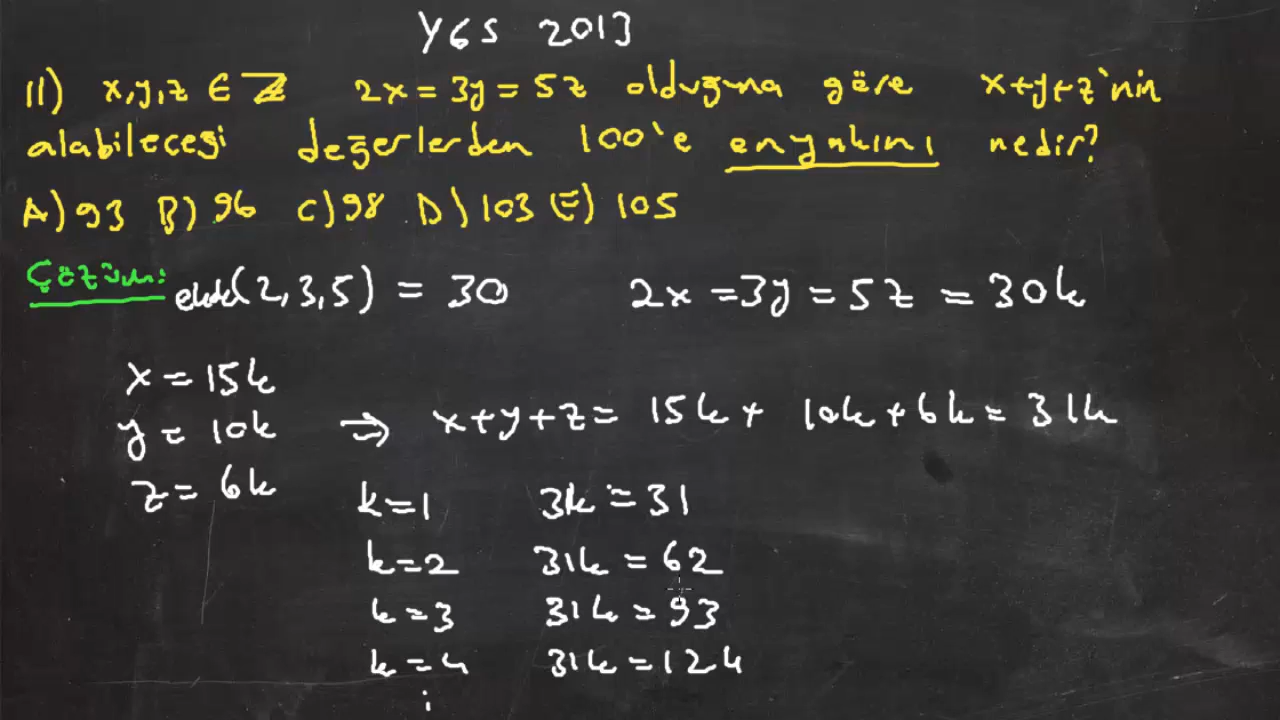 YGS 2013
11) x,y,z ∈ Z 2x = 3y = 5z olduğuna göre x+y+z'nin
alabileceği değerlerden 100'e en yakını nedir?
A) 93 B) 96 C) 98 D) 103 E) 105
Çözüm:
ekok(2,3,5) = 30 2x = 3y = 5z = 30k
x = 15k
y = 10k ⇒ x+y+z = 15k + 10k + 6k = 31k
z = 6k
k=1 3k = 31
k=2 31k = 62
k=3 31k = 93
k=4 31k = 124